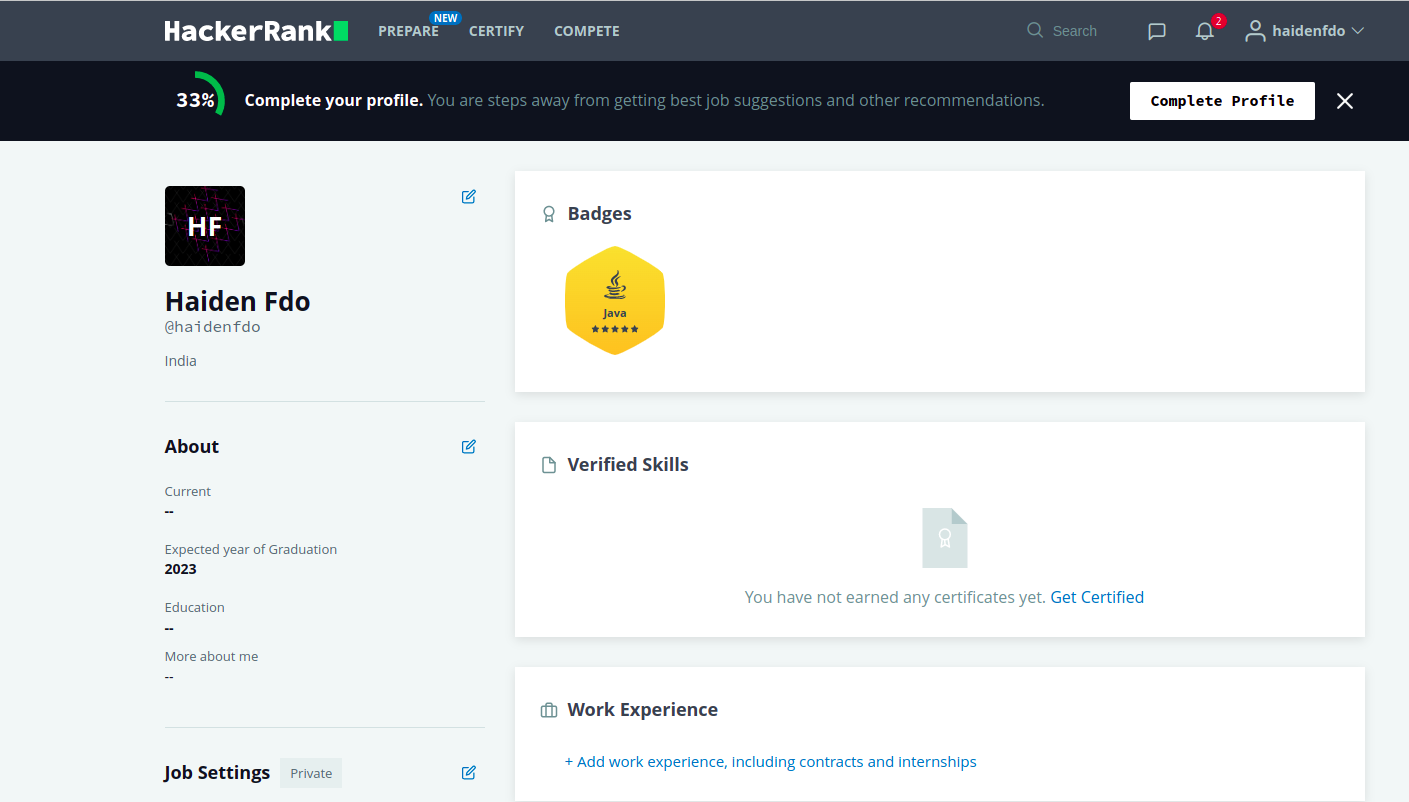 HackerRank PREPARE NEW CERTIFY COMPETE Search 2 haidenfdo
33% Complete your profile. You are steps away from getting best job suggestions and other recommendations. Complete Profile
HF
Haiden Fdo
@haidenfdo
India
About
Current
--
Expected year of Graduation
2023
Education
--
More about me
--
Job Settings Private
Badges
Java
Verified Skills
You have not earned any certificates yet. Get Certified
Work Experience
+ Add work experience, including contracts and internships